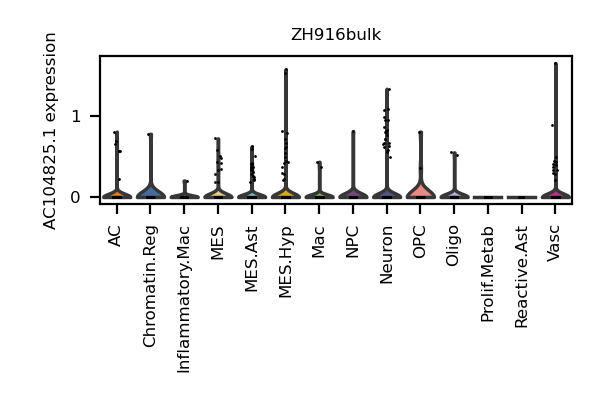 ZH916bulk
AC104825.1 expression
1
0
AC
Chromatin.Reg
Inflammatory.Mac
MES
MES.Ast
MES.Hyp
Mac
NPC
Neuron
OPC
Oligo
Prolif.Metab
Reactive.Ast
Vasc